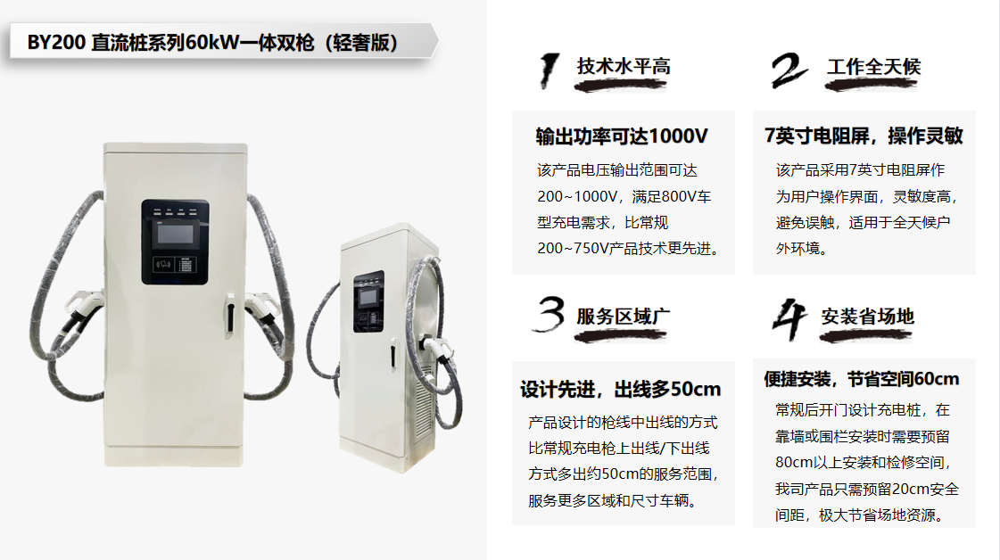 BY200 直流桩系列60kW一体双枪（轻奢版）
1 技术水平高
输出功率可达1000V
该产品电压输出范围可达
200~1000V，满足800V车
型充电需求，比常规
200~750V产品技术更先进。
2 工作全天候
7英寸电阻屏，操作灵敏
该产品采用7英寸电阻屏作
为用户操作界面，灵敏度高，
避免误触，适用于全天候户
外环境。
3 服务区域广
设计先进，出线多50cm
产品设计的枪线中出线的方式
比常规充电枪上出线/下出线
方式多出约50cm的服务范围，
服务更多区域和尺寸车辆。
4 安装省场地
便捷安装，节省空间60cm
常规后开门设计充电桩，在
靠墙或围栏安装时需要预留
80cm以上安装和检修空间，
我司产品只需预留20cm安全
间距，极大节省场地资源。